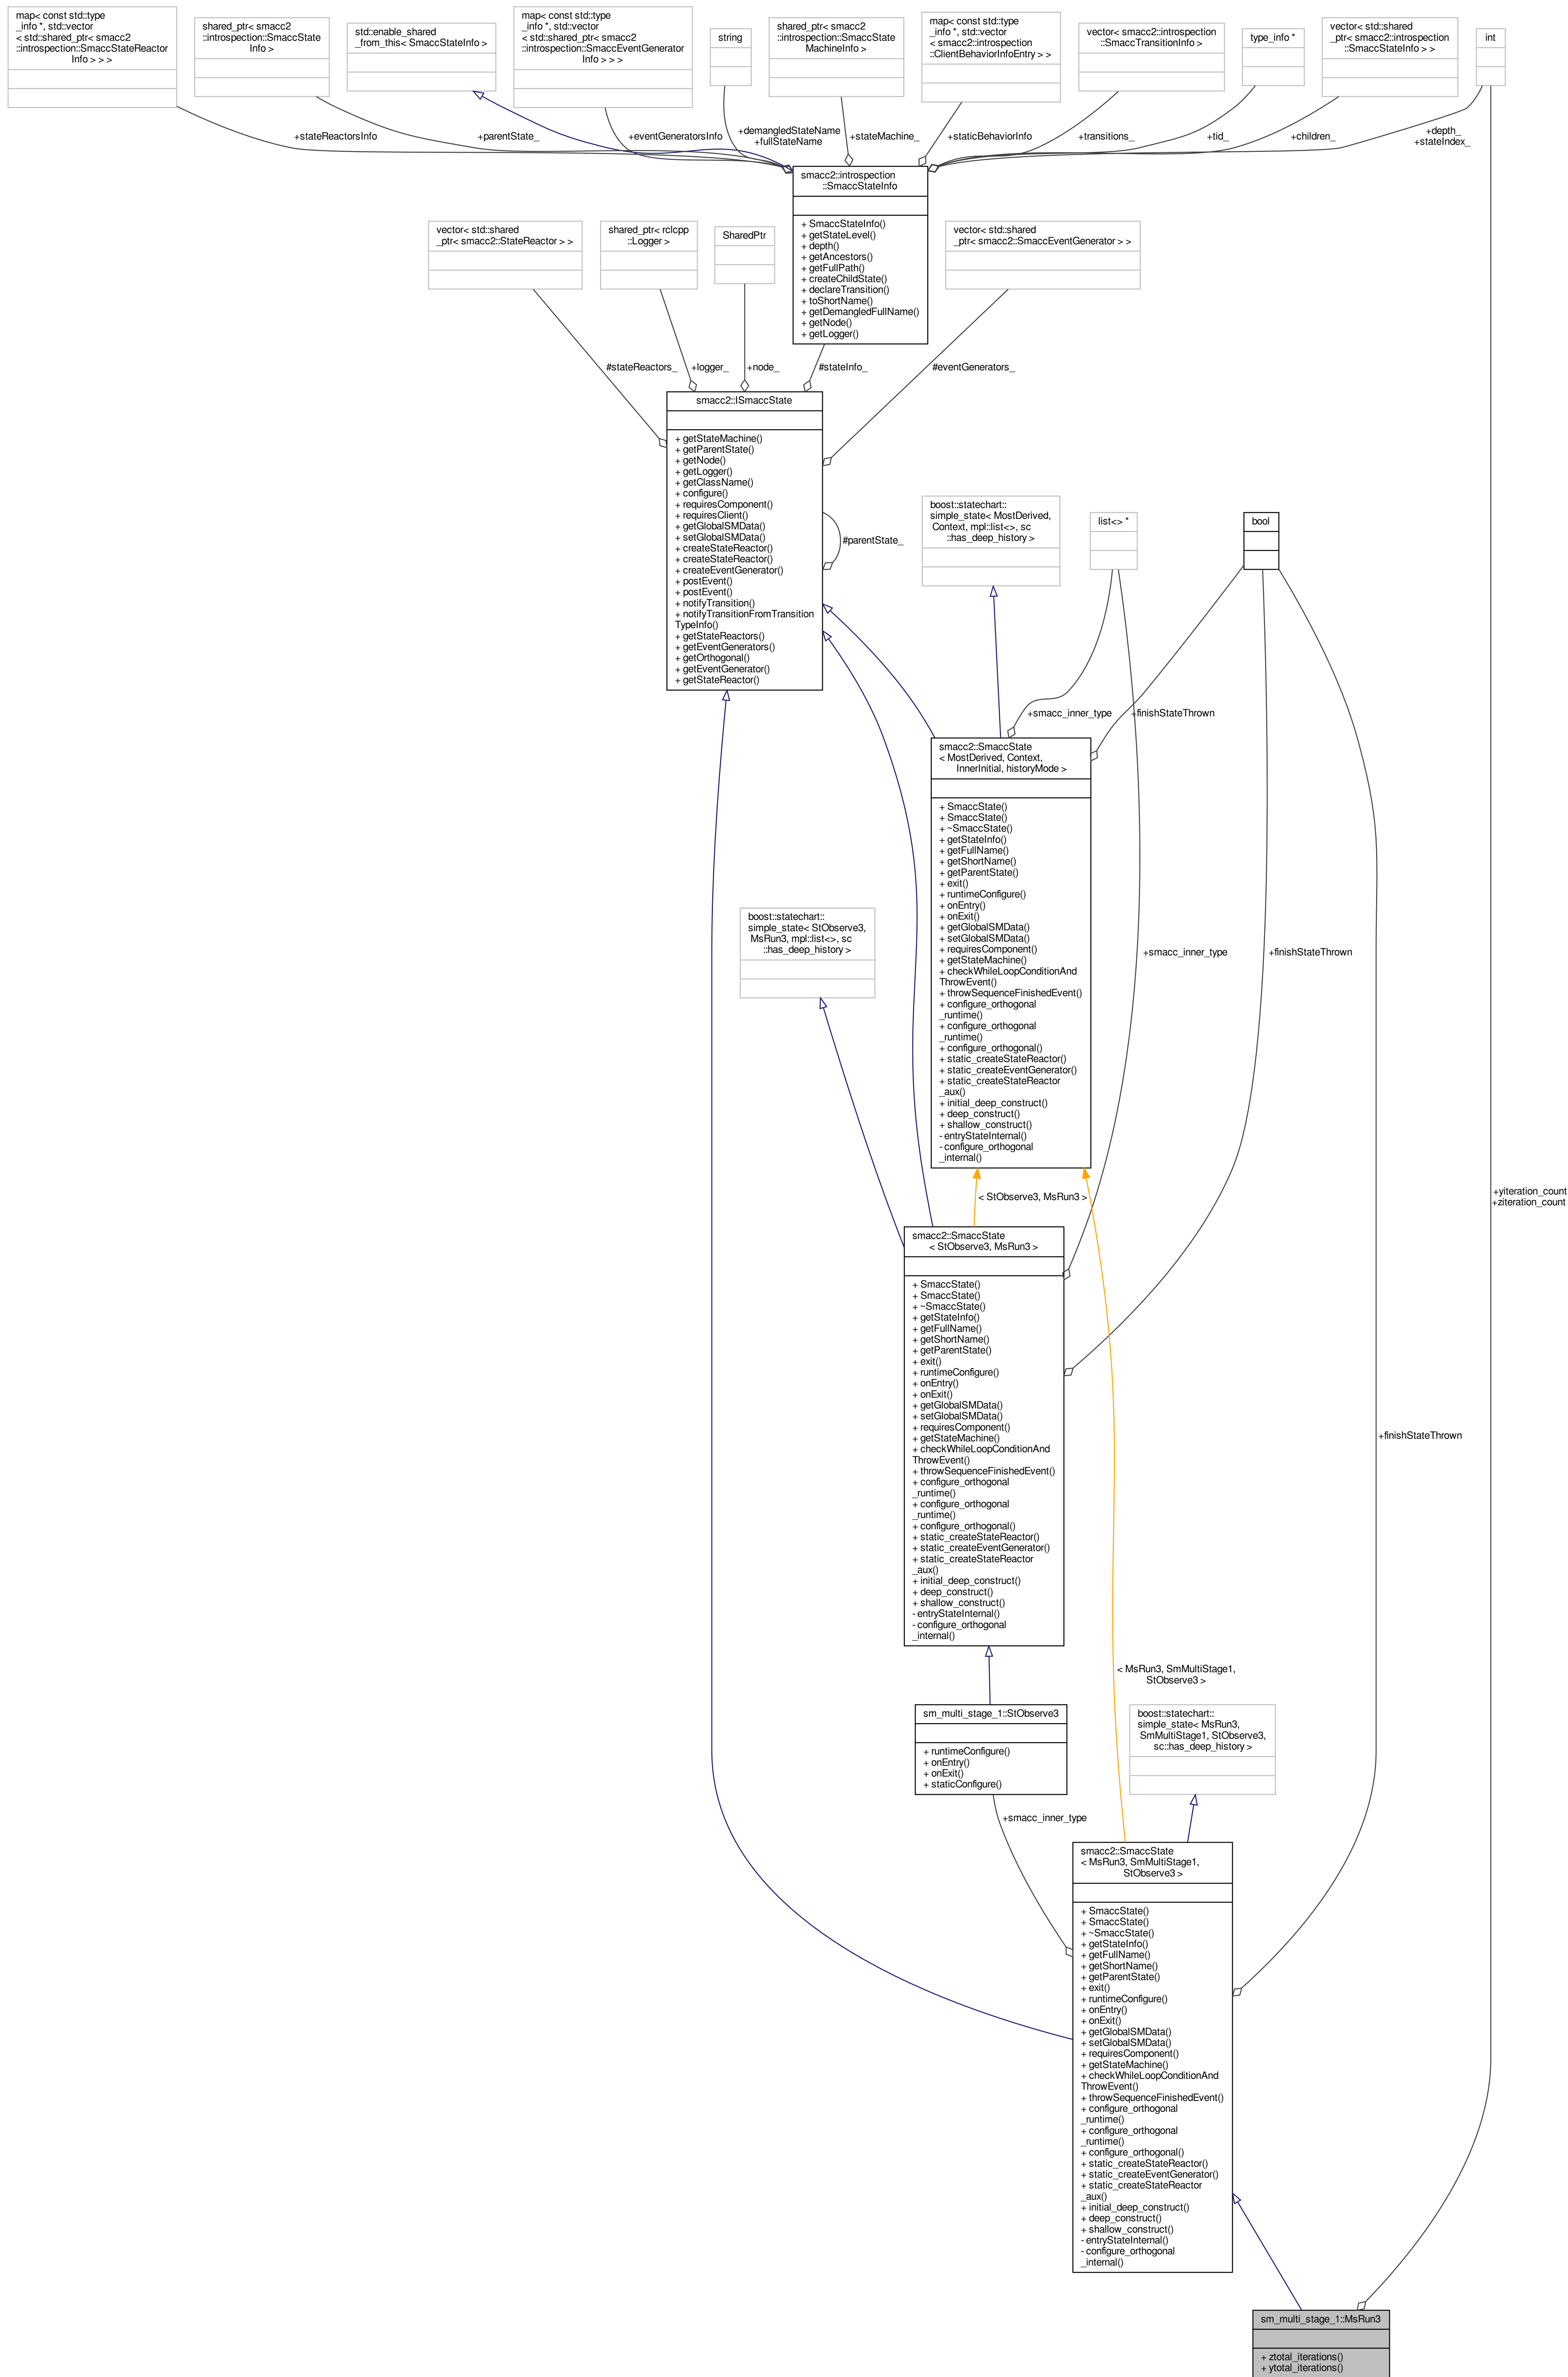 map< const std::type
_info *, std::vector
< std::shared_ptr< smacc2
::introspection::SmaccStateReactor
Info > > >
shared_ptr< smacc2
::introspection::SmaccState
Info >
std::enable_shared
_from_this< SmaccStateInfo >
map< const std::type
_info *, std::vector
< std::shared_ptr< smacc2
::introspection::SmaccEventGenerator
Info > > >
string
shared_ptr< smacc2
::introspection::SmaccState
MachineInfo >
map< const std::type
_info *, std::vector
< smacc2::introspection
::ClientBehaviorInfoEntry > >
vector< smacc2::introspection
::SmaccTransitionInfo >
type_info *
vector< std::shared
_ptr< smacc2::introspection
::SmaccStateInfo > >
int
+stateReactorsInfo
+parentState_
+eventGeneratorsInfo
+demangledStateName
+fullStateName
+stateMachine_
+staticBehaviorInfo
+transitions_
+tid_
+children_
+depth_
+stateIndex_
smacc2::introspection
::SmaccStateInfo
+ SmaccStateInfo()
+ getStateLevel()
+ depth()
+ getAncestors()
+ getFullPath()
+ createChildState()
+ declareTransition()
+ toShortName()
+ getDemangledFullName()
+ getNode()
+ getLogger()
vector< std::shared
_ptr< smacc2::StateReactor > >
shared_ptr< rclcpp
::Logger >
SharedPtr
vector< std::shared
_ptr< smacc2::SmaccEventGenerator > >
#stateReactors_
+logger_
+node_
#stateInfo_
#eventGenerators_
smacc2::ISmaccState
+ getStateMachine()
+ getParentState()
+ getNode()
+ getLogger()
+ getClassName()
+ configure()
+ requiresComponent()
+ requiresClient()
+ getGlobalSMData()
+ setGlobalSMData()
+ createStateReactor()
+ createStateReactor()
+ createEventGenerator()
+ postEvent()
+ postEvent()
+ notifyTransition()
+ notifyTransitionFromTransition
TypeInfo()
+ getStateReactors()
+ getEventGenerators()
+ getOrthogonal()
+ getEventGenerator()
+ getStateReactor()
#parentState_
boost::statechart::
simple_state< MostDerived,
Context, mpl::list<>, sc
::has_deep_history >
list<> *
bool
+smacc_inner_type
+finishStateThrown
smacc2::SmaccState
< MostDerived, Context,
InnerInitial, historyMode >
+ SmaccState()
+ SmaccState()
+ ~SmaccState()
+ getStateInfo()
+ getFullName()
+ getShortName()
+ getParentState()
+ exit()
+ runtimeConfigure()
+ onEntry()
+ onExit()
+ getGlobalSMData()
+ setGlobalSMData()
+ requiresComponent()
+ getStateMachine()
+ checkWhileLoopConditionAnd
ThrowEvent()
+ throwSequenceFinishedEvent()
+ configure_orthogonal
_runtime()
+ configure_orthogonal
_runtime()
+ configure_orthogonal()
+ static_createStateReactor()
+ static_createEventGenerator()
+ static_createStateReactor
_aux()
+ initial_deep_construct()
+ deep_construct()
+ shallow_construct()
- entryStateInternal()
- configure_orthogonal
_internal()
boost::statechart::
simple_state< StObserve3,
MsRun3, mpl::list<>, sc
::has_deep_history >
+smacc_inner_type
+finishStateThrown
+yiteration_count
+ziteration_count
< StObserve3, MsRun3 >
smacc2::SmaccState
< StObserve3, MsRun3 >
+ SmaccState()
+ SmaccState()
+ ~SmaccState()
+ getStateInfo()
+ getFullName()
+ getShortName()
+ getParentState()
+ exit()
+ runtimeConfigure()
+ onEntry()
+ onExit()
+ getGlobalSMData()
+ setGlobalSMData()
+ requiresComponent()
+ getStateMachine()
+ checkWhileLoopConditionAnd
ThrowEvent()
+ throwSequenceFinishedEvent()
+ configure_orthogonal
_runtime()
+ configure_orthogonal
_runtime()
+ configure_orthogonal()
+ static_createStateReactor()
+ static_createEventGenerator()
+ static_createStateReactor
_aux()
+ initial_deep_construct()
+ deep_construct()
+ shallow_construct()
- entryStateInternal()
- configure_orthogonal
_internal()
+finishStateThrown
< MsRun3, SmMultiStage1,
StObserve3 >
sm_multi_stage_1::StObserve3
+ runtimeConfigure()
+ onEntry()
+ onExit()
+ staticConfigure()
boost::statechart::
simple_state< MsRun3,
SmMultiStage1, StObserve3,
sc::has_deep_history >
+smacc_inner_type
smacc2::SmaccState
< MsRun3, SmMultiStage1,
StObserve3 >
+ SmaccState()
+ SmaccState()
+ ~SmaccState()
+ getStateInfo()
+ getFullName()
+ getShortName()
+ getParentState()
+ exit()
+ runtimeConfigure()
+ onEntry()
+ onExit()
+ getGlobalSMData()
+ setGlobalSMData()
+ requiresComponent()
+ getStateMachine()
+ checkWhileLoopConditionAnd
ThrowEvent()
+ throwSequenceFinishedEvent()
+ configure_orthogonal
_runtime()
+ configure_orthogonal
_runtime()
+ configure_orthogonal()
+ static_createStateReactor()
+ static_createEventGenerator()
+ static_createStateReactor
_aux()
+ initial_deep_construct()
+ deep_construct()
+ shallow_construct()
- entryStateInternal()
- configure_orthogonal
_internal()
sm_multi_stage_1::MsRun3
+ ztotal_iterations()
+ ytotal_iterations()